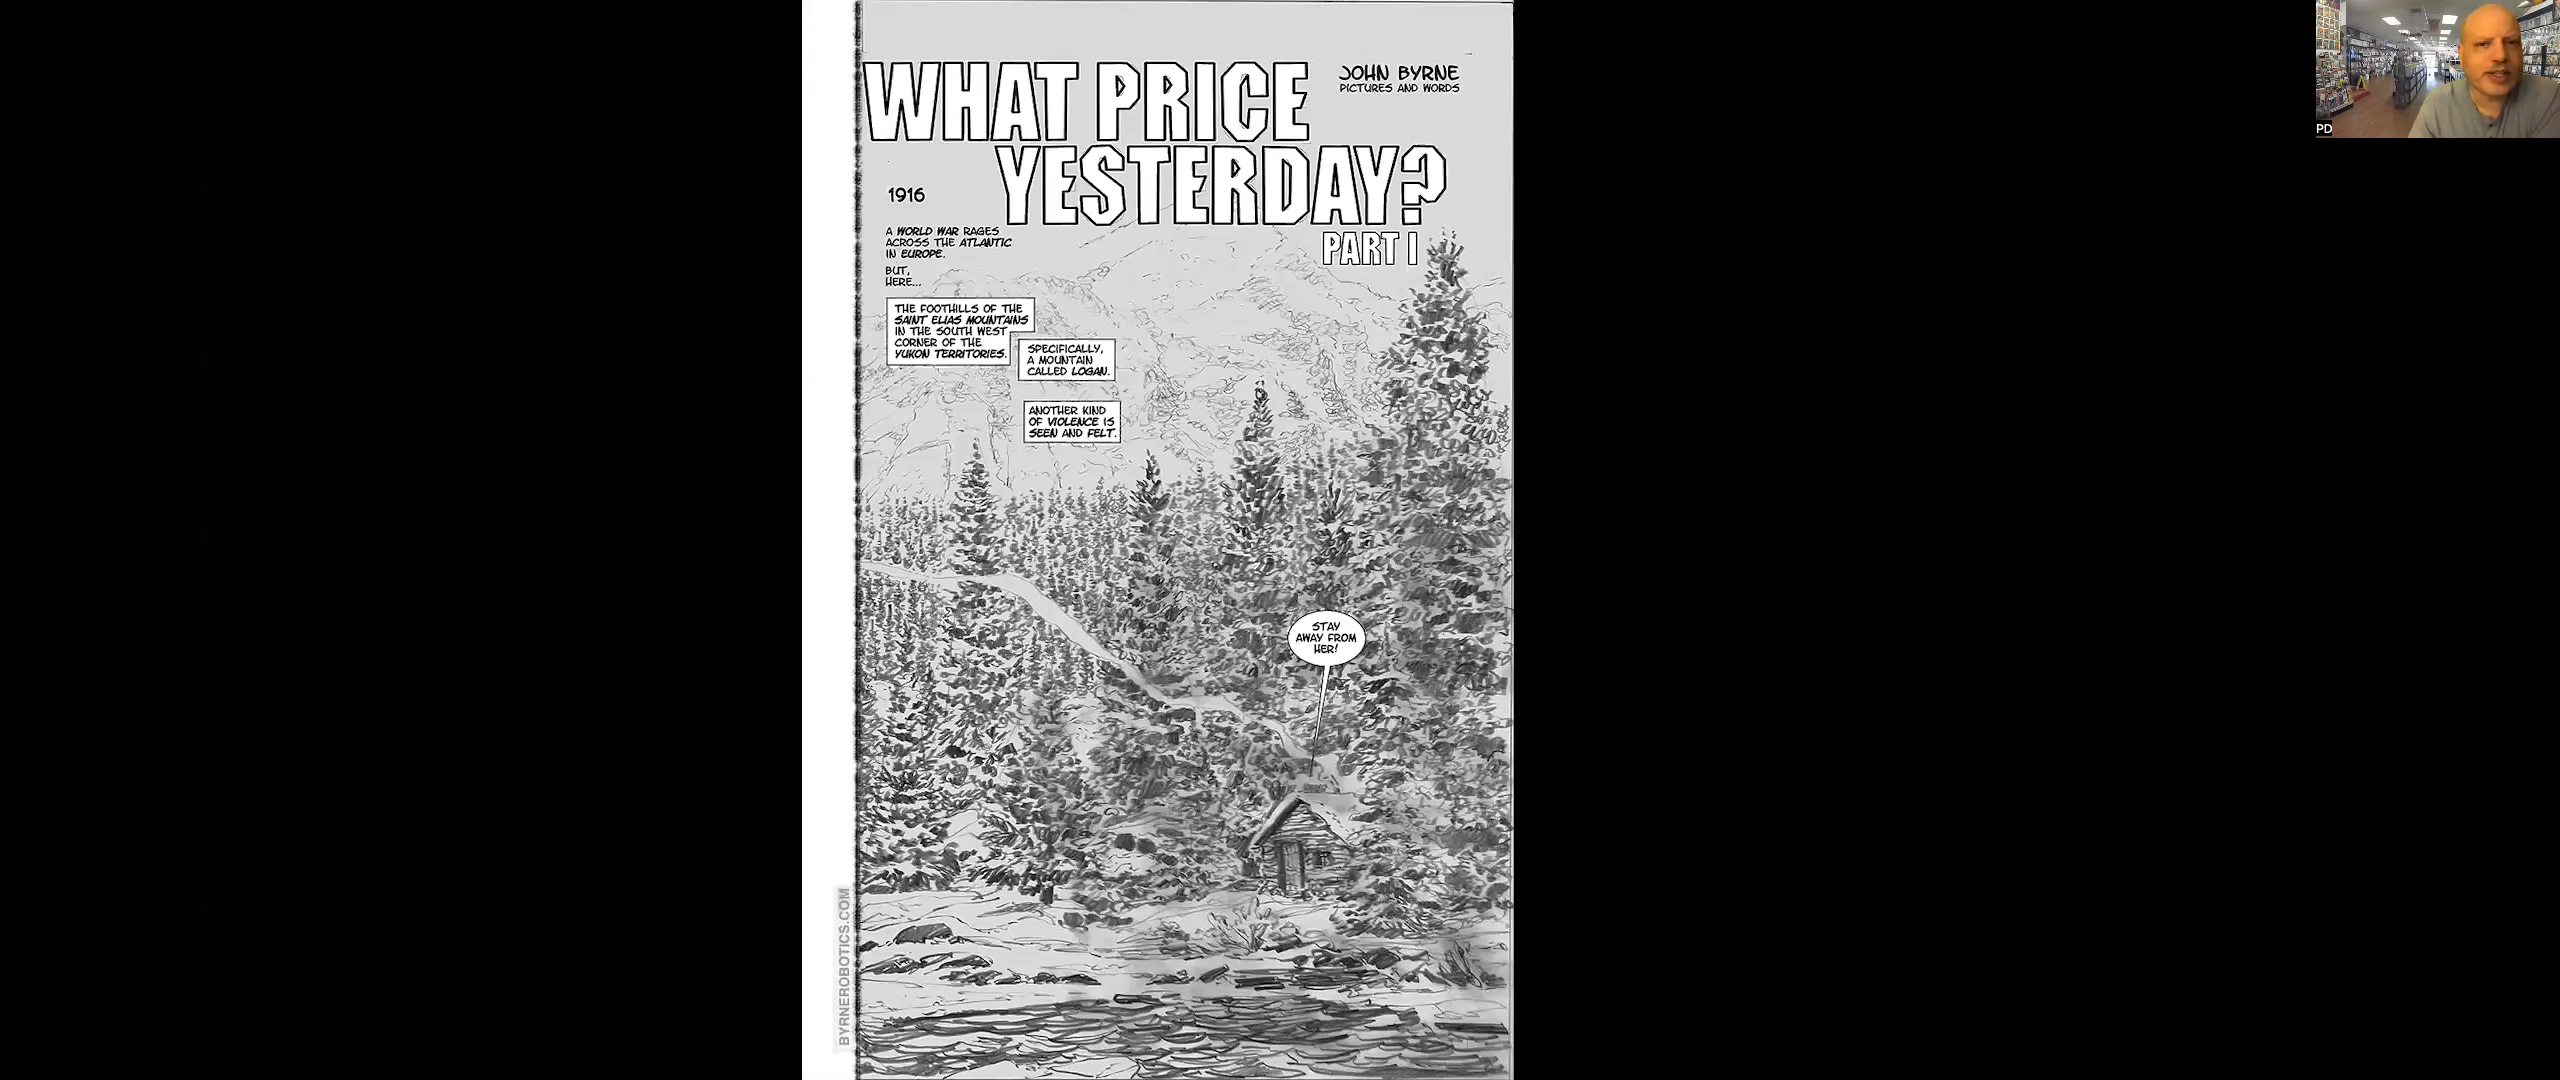 WHAT PRICE
YESTERDAY?
PART I
JOHN BYRNE
PICTURES AND WORDS
1916
A WORLD WAR RAGES
ACROSS THE ATLANTIC
IN EUROPE.
BUT,
HERE...
THE FOOTHILLS OF THE
SAINT ELIAS MOUNTAINS
IN THE SOUTH WEST
CORNER OF THE
YUKON TERRITORIES.
SPECIFICALLY,
A MOUNTAIN
CALLED LOGAN.
ANOTHER KIND
OF VIOLENCE IS
SEEN AND FELT.
STAY
AWAY FROM
HER!
BYRNEROBOTICS.COM
PD